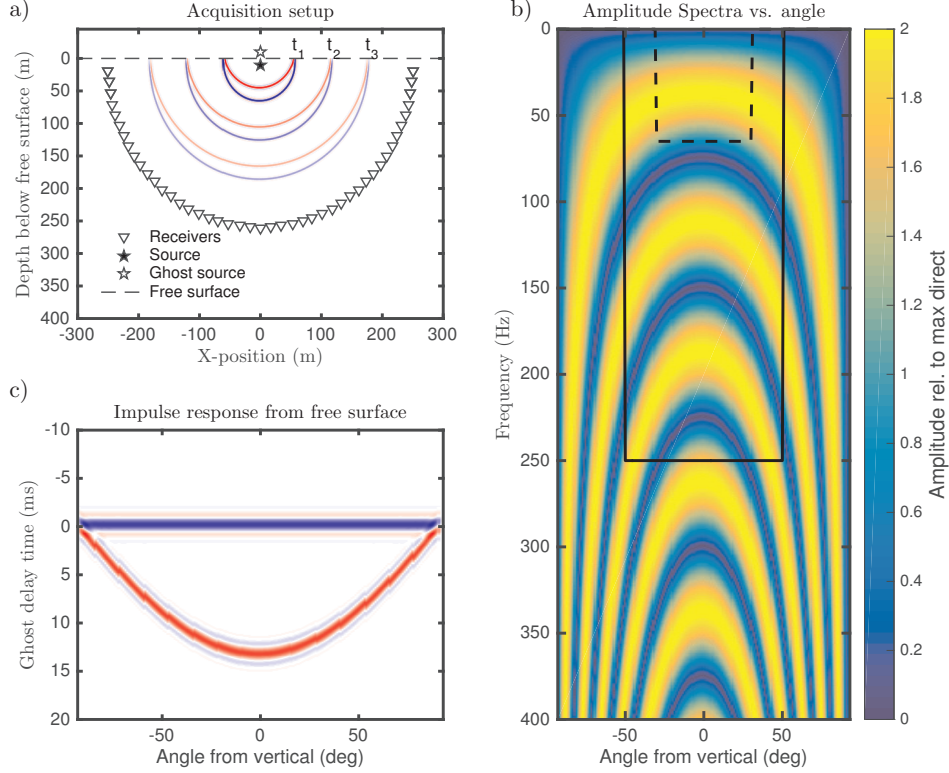 a)
Acquisition setup
t1
t2
t3
0
50
100
150
200
250
300
350
400
Depth below free surface (m)
Receivers
Source
Ghost source
Free surface
-300
-200
-100
0
100
200
300
X-position (m)
b)
Amplitude Spectra vs. angle
0
50
100
150
200
250
300
350
400
Frequency (Hz)
-50
0
50
Angle from vertical (deg)
2
1.8
1.6
1.4
1.2
1
0.8
0.6
0.4
0.2
0
Amplitude rel. to max direct
c)
Impulse response from free surface
-10
-5
0
5
10
15
20
Ghost delay time (ms)
-50
0
50
Angle from vertical (deg)